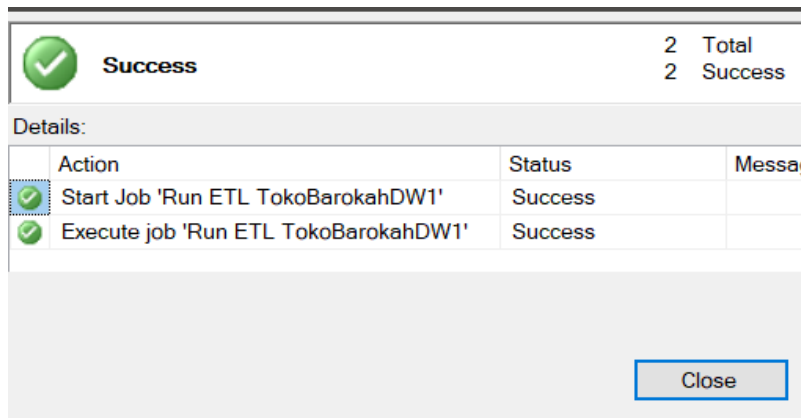 Success
2 Total
2 Success
Details:
Action Status Messa
Start Job 'Run ETL TokoBarokahDW1' Success
Execute job 'Run ETL TokoBarokahDW1' Success
Close